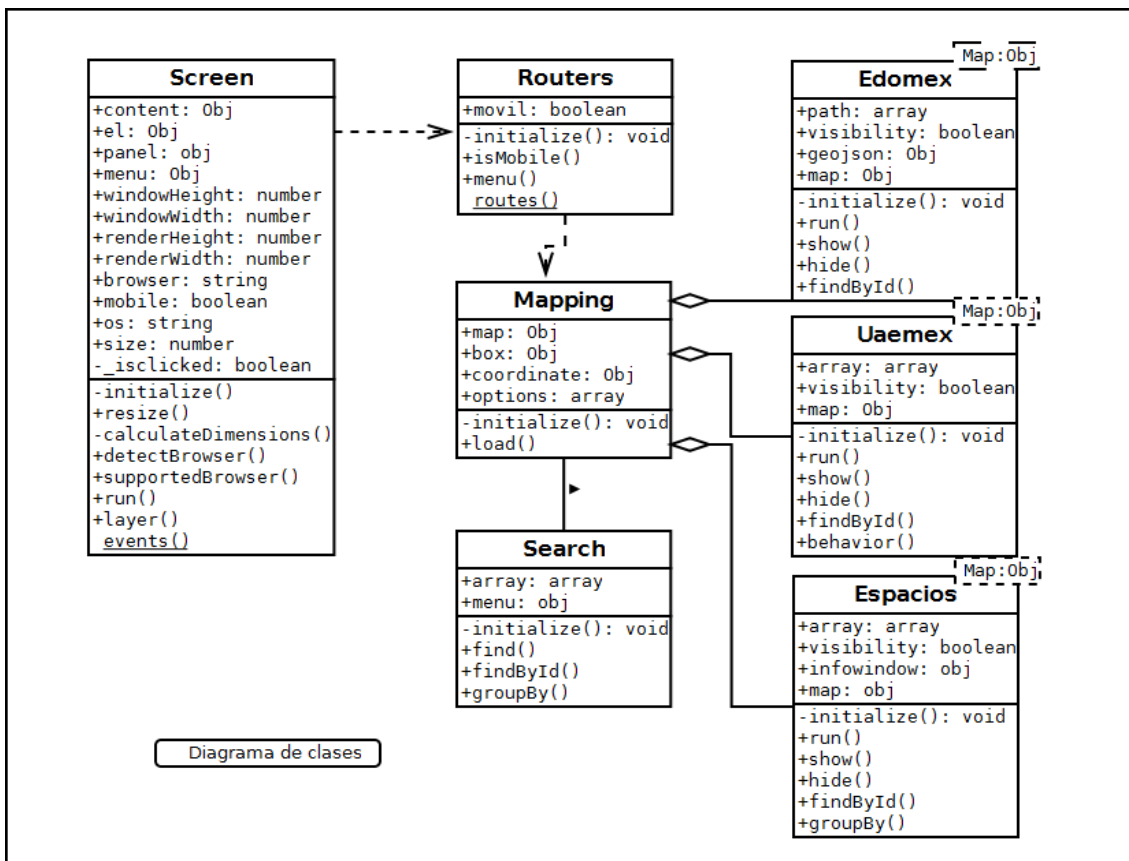 Screen
+content: Obj
+el: Obj
+panel: obj
+menu: Obj
+windowHeight: number
+windowWidth: number
+renderHeight: number
+renderWidth: number
+browser: string
+mobile: boolean
+os: string
+size: number
-_isclicked: boolean
-initialize()
+resize()
-calculateDimensions()
+detectBrowser()
+supportedBrowser()
+run()
+layer()
events()
Routers
+movil: boolean
-initialize(): void
+isMobile()
+menu()
routes()
Mapping
+map: Obj
+box: Obj
+coordinate: Obj
+options: array
-initialize(): void
+load()
Search
+array: array
+menu: obj
-initialize(): void
+find()
+findById()
+groupBy()
Map:Obj
Edomex
+path: array
+visibility: boolean
+geojson: Obj
+map: Obj
-initialize(): void
+run()
+show()
+hide()
+findById()
Map:Obj
Uaemex
+array: array
+visibility: boolean
+map: Obj
-initialize(): void
+run()
+show()
+hide()
+findById()
+behavior()
Map:Obj
Espacios
+array: array
+visibility: boolean
+infowindow: obj
+map: obj
-initialize(): void
+run()
+show()
+hide()
+findById()
+groupBy()
Diagrama de clases